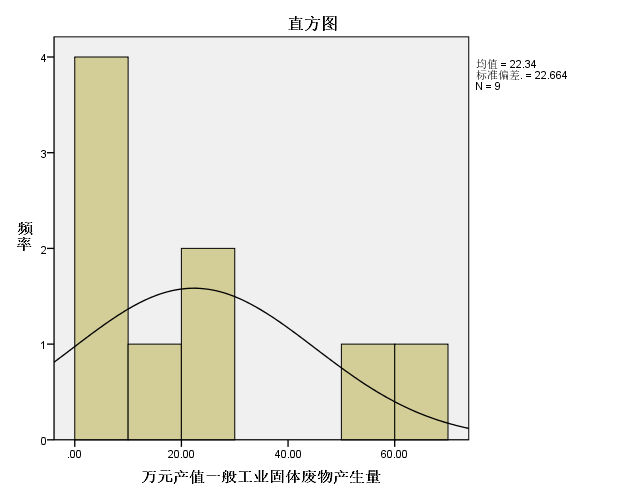 直方图
均值 = 22.34
标准偏差. = 22.664
N = 9
4
3
2
1
0
频率
.00
20.00
40.00
60.00
万元产值一般工业固体废物产生量